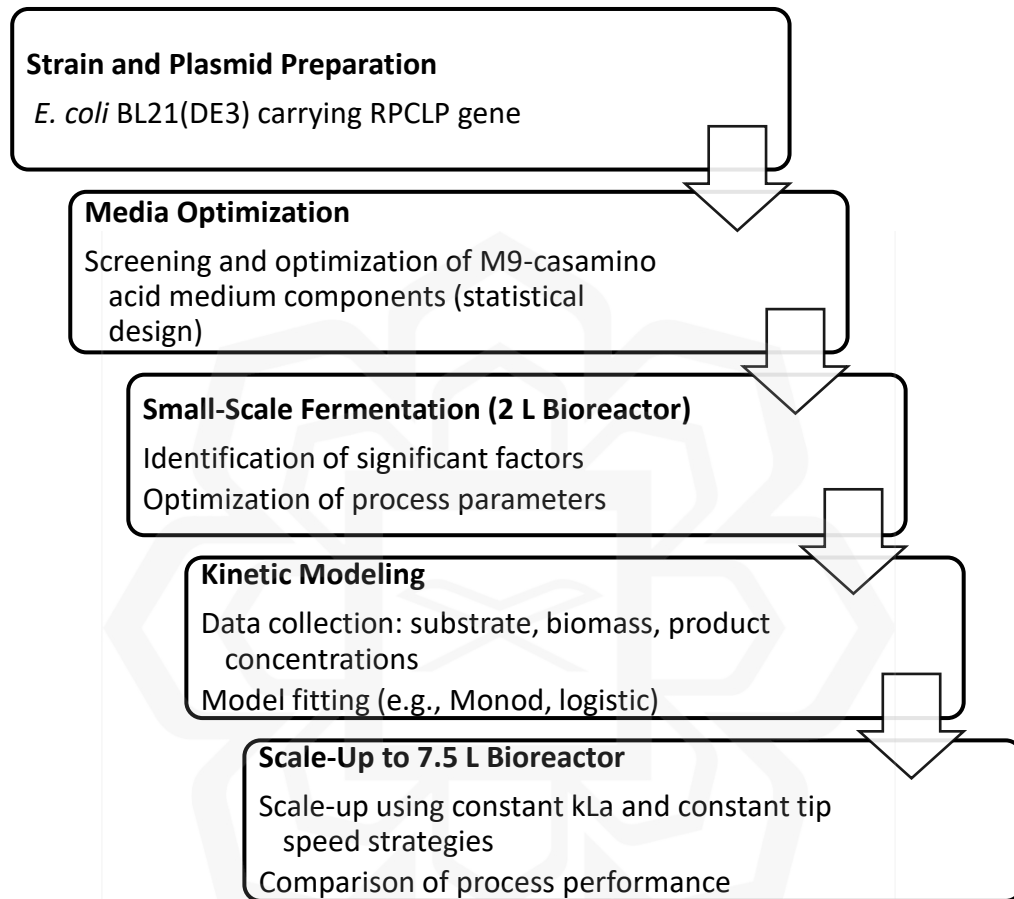 Strain and Plasmid Preparation
E. coli BL21(DE3) carrying RPCLP gene
Media Optimization
Screening and optimization of M9-casamino
acid medium components (statistical
design)
Small-Scale Fermentation (2 L Bioreactor)
Identification of significant factors
Optimization of process parameters
Kinetic Modeling
Data collection: substrate, biomass, product
concentrations
Model fitting (e.g., Monod, logistic)
Scale-Up to 7.5 L Bioreactor
Scale-up using constant kLa and constant tip
speed strategies
Comparison of process performance